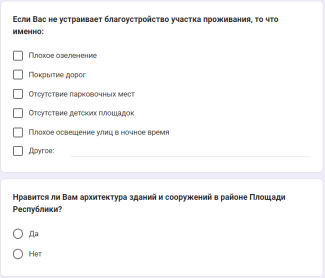 Если Вас не устраивает благоустройство участка проживания, то что
именно:
Плохое озеленение
Покрытие дорог
Отсутствие парковочных мест
Отсутствие детских площадок
Плохое освещение улиц в ночное время
Другое:
Нравится ли Вам архитектура зданий и сооружений в районе Площади
Республики?
Да
Нет